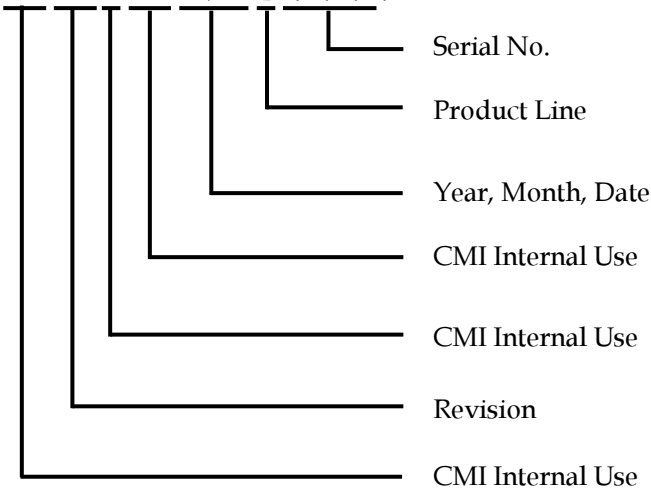 Serial No.
Product Line
Year, Month, Date
CMI Internal Use
CMI Internal Use
Revision
CMI Internal Use